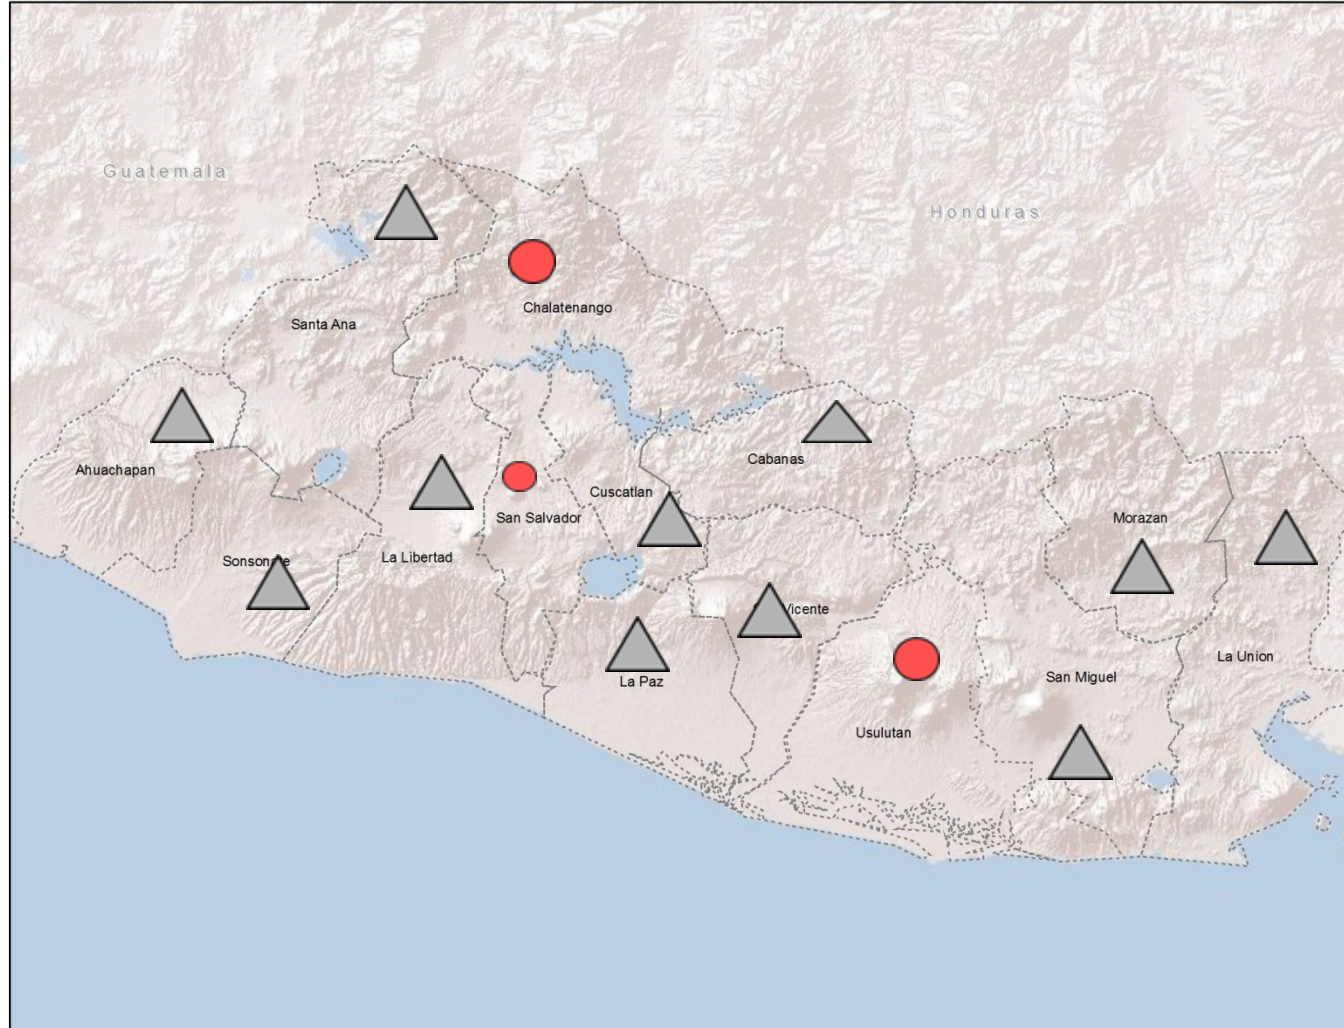 Guatemala
Honduras
Chalatenango
Santa Ana
Cabanas
Ahuachapan
Cuscatlan
San Salvador
Morazan
La Libertad
Sonsonate
Vicente
La Union
San Miguel
La Paz
Usulutan